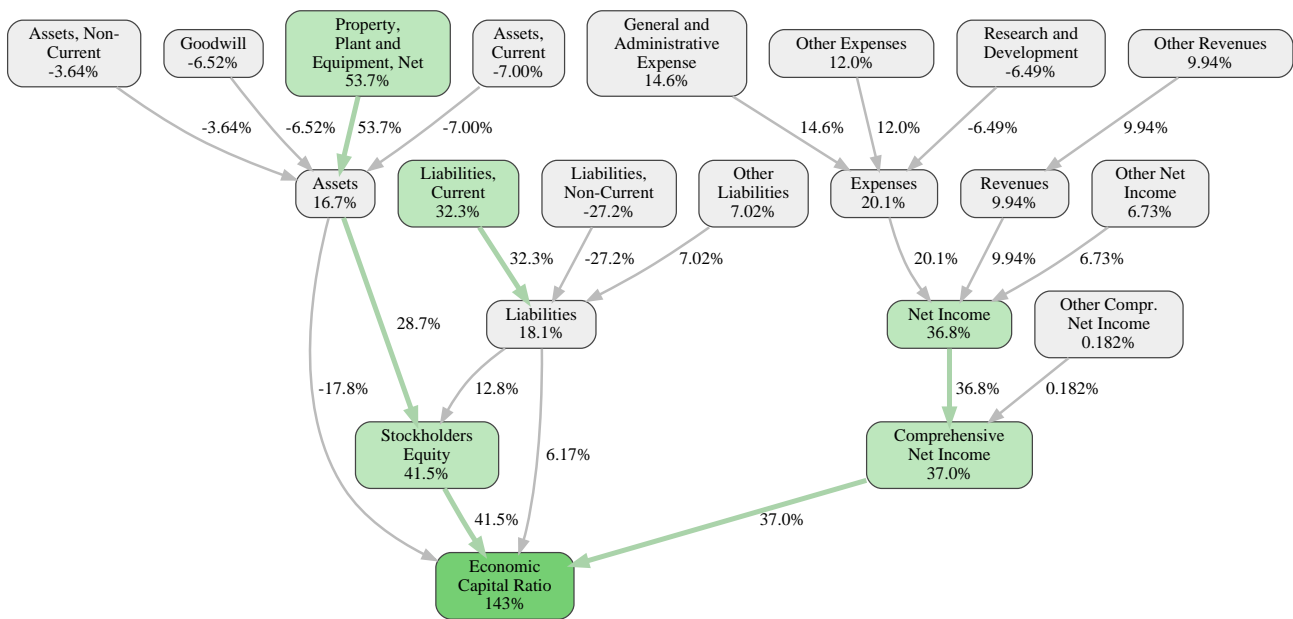 Assets, Non-
Current
-3.64%
Goodwill
-6.52%
Property,
Plant and
Equipment, Net
53.7%
Assets,
Current
-7.00%
General and
Administrative
Expense
14.6%
Other Expenses
12.0%
Research and
Development
-6.49%
Other Revenues
9.94%
-3.64%
-6.52%
53.7%
-7.00%
14.6%
12.0%
-6.49%
9.94%
Assets
16.7%
Liabilities,
Current
32.3%
Liabilities,
Non-Current
-27.2%
Other
Liabilities
7.02%
Expenses
20.1%
Revenues
9.94%
Other Net
Income
6.73%
32.3%
-27.2%
7.02%
20.1%
9.94%
6.73%
28.7%
Liabilities
18.1%
Net Income
36.8%
Other Compr.
Net Income
0.182%
-17.8%
12.8%
36.8%
0.182%
Stockholders
Equity
41.5%
6.17%
Comprehensive
Net Income
37.0%
41.5%
37.0%
Economic
Capital Ratio
143%